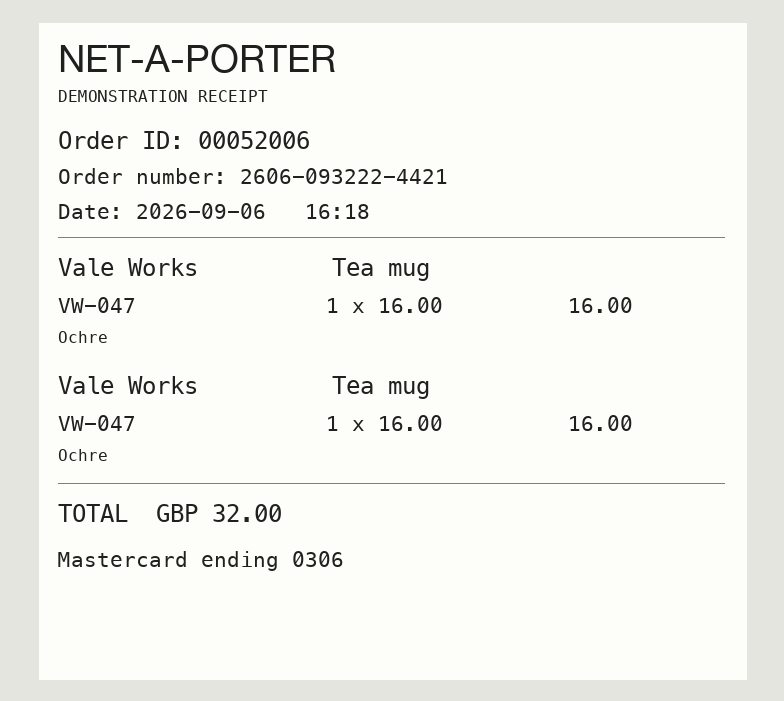 NET-A-PORTER
DEMONSTRATION RECEIPT
Order ID: 00052006
Order number: 2606-093222-4421
Date: 2026-09-06 16:18
Vale Works Tea mug
VW-047 1 x 16.00 16.00
Ochre
Vale Works Tea mug
VW-047 1 x 16.00 16.00
Ochre
TOTAL GBP 32.00
Mastercard ending 0306